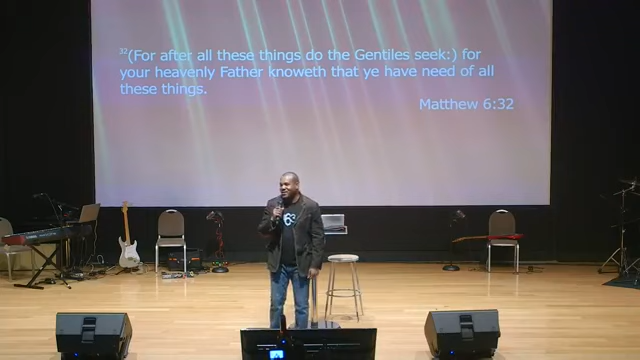 32(For after all these things do the Gentiles seek:) for
your heavenly Father knoweth that ye have need of all
these things.
Matthew 6:32